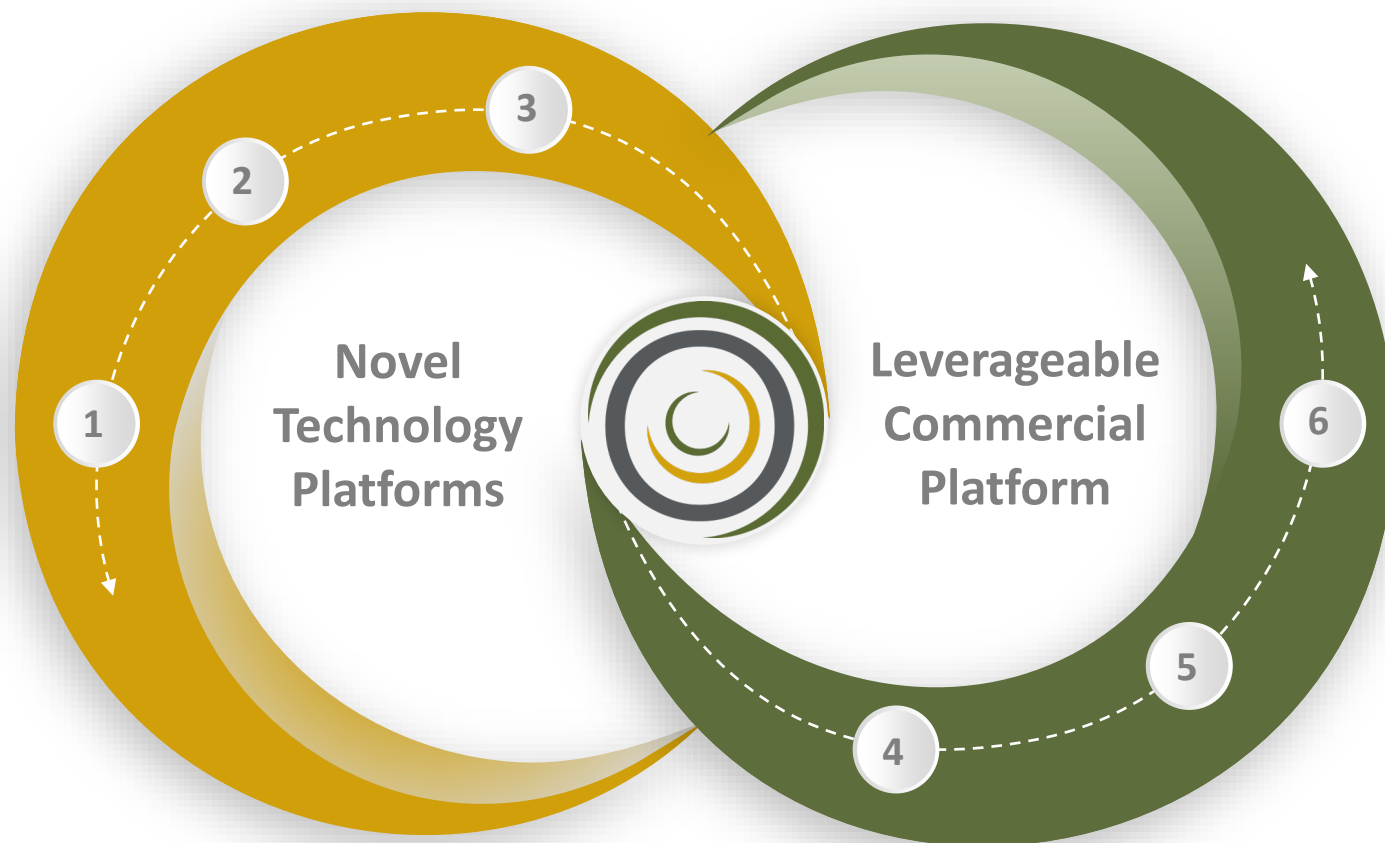 1
2
3
Novel
Technology
Platforms
Leverageable
Commercial
Platform
4
5
6